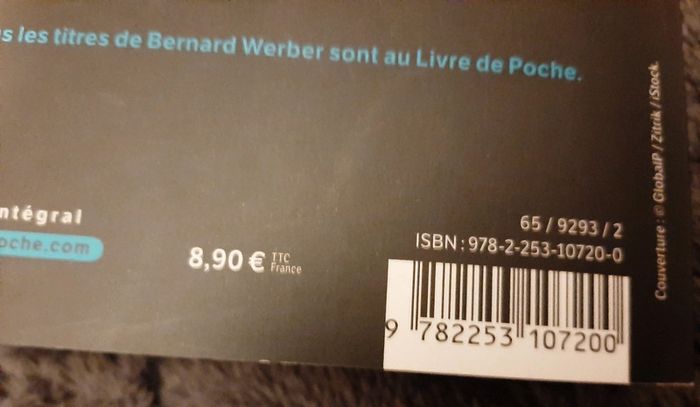 s les titres de Bernard Werber sont au Livre de Poche.
ntégral
oche.com
8,90 € TTC France
65 / 9293 / 2
ISBN : 978-2-253-10720-0
9 782253 107200
Couverture : © GlobalP / Zitrik / iStock.